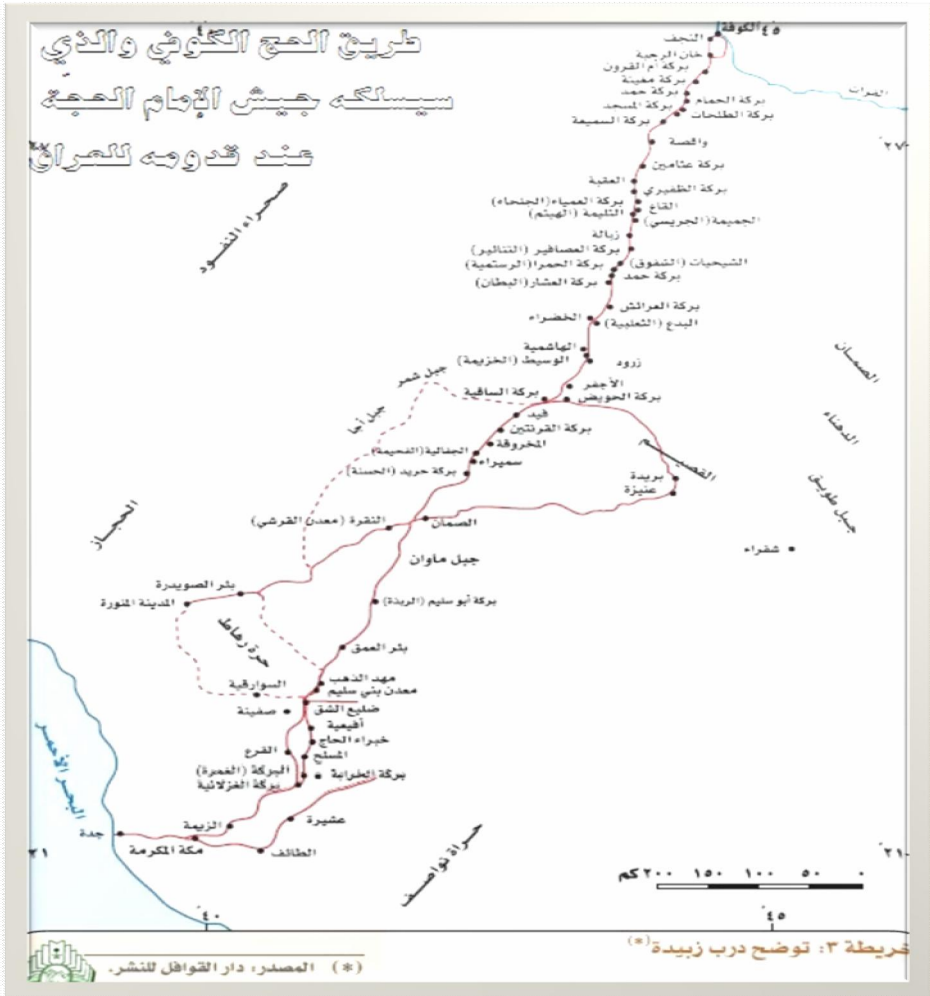 طريق الحج الكوفي والذي
سيسلكه جيش الإمام الحجة
عند قدومه للعراق
٤٥
الكوفة
النجف
خان الرحبة
بركة أم القرون
بركة مغيثة
بركة حمد
بركة الحمام
بركة المسجد
بركة الطلحات
بركة السميعة
الفرات
٢٧
٢٧
واقصة
بركة عثامين
العقبة
بركة الظفيري
بركة العمياء (الجلحاء)
القاع
الثليمة (الهيثم)
الجميمة (الجريسي)
زبالة
بركة العصافير (التنانير)
الشيحيات (الشقوق)
بركة الحمرا (الرستمية)
بركة حمد
بركة العشار (البطان)
بركة العرائش
الخضراء
البدع (الثعلبية)
الهاشمية
الوسيط (الخزيمة)
زرود
الأجفر
بركة الساقية
بركة الحويض
فيد
بركة القرنتين
المخروقة
الجفالية (الفحيمة)
سميراء
بركة حريد (الحسنة)
صحراء النفود
الصمان
الدهناء
جبل طويق
جبل شمر
جبل أجا
القصيم
بريدة
عنيزة
الحجاز
النقرة (معدن القرشي)
الصمان
جبل ماوان
شقراء
بئر الصويدرة
المدينة المنورة
بركة أبو سليم (الربذة)
حرة رهاط
بئر العمق
مهد الذهب
معدن بني سليم
السوارقية
ضليع الشق
صفينة
أفيعية
خبراء الحاج
الفرع
المسلح
البركة (الغمرة)
بركة الخرابة
بركة الغزلانية
البحر الأحمر
الزيمة
عشيرة
جدة
مكة المكرمة
الطائف
حرة نواصف
٢١
٢١
٢٠٠ كم ١٥٠ ١٠٠ ٥٠ ٠
٤٠
٤٥
خريطة ٣: توضح درب زبيدة (*)
(*) المصدر: دار القوافل للنشر.